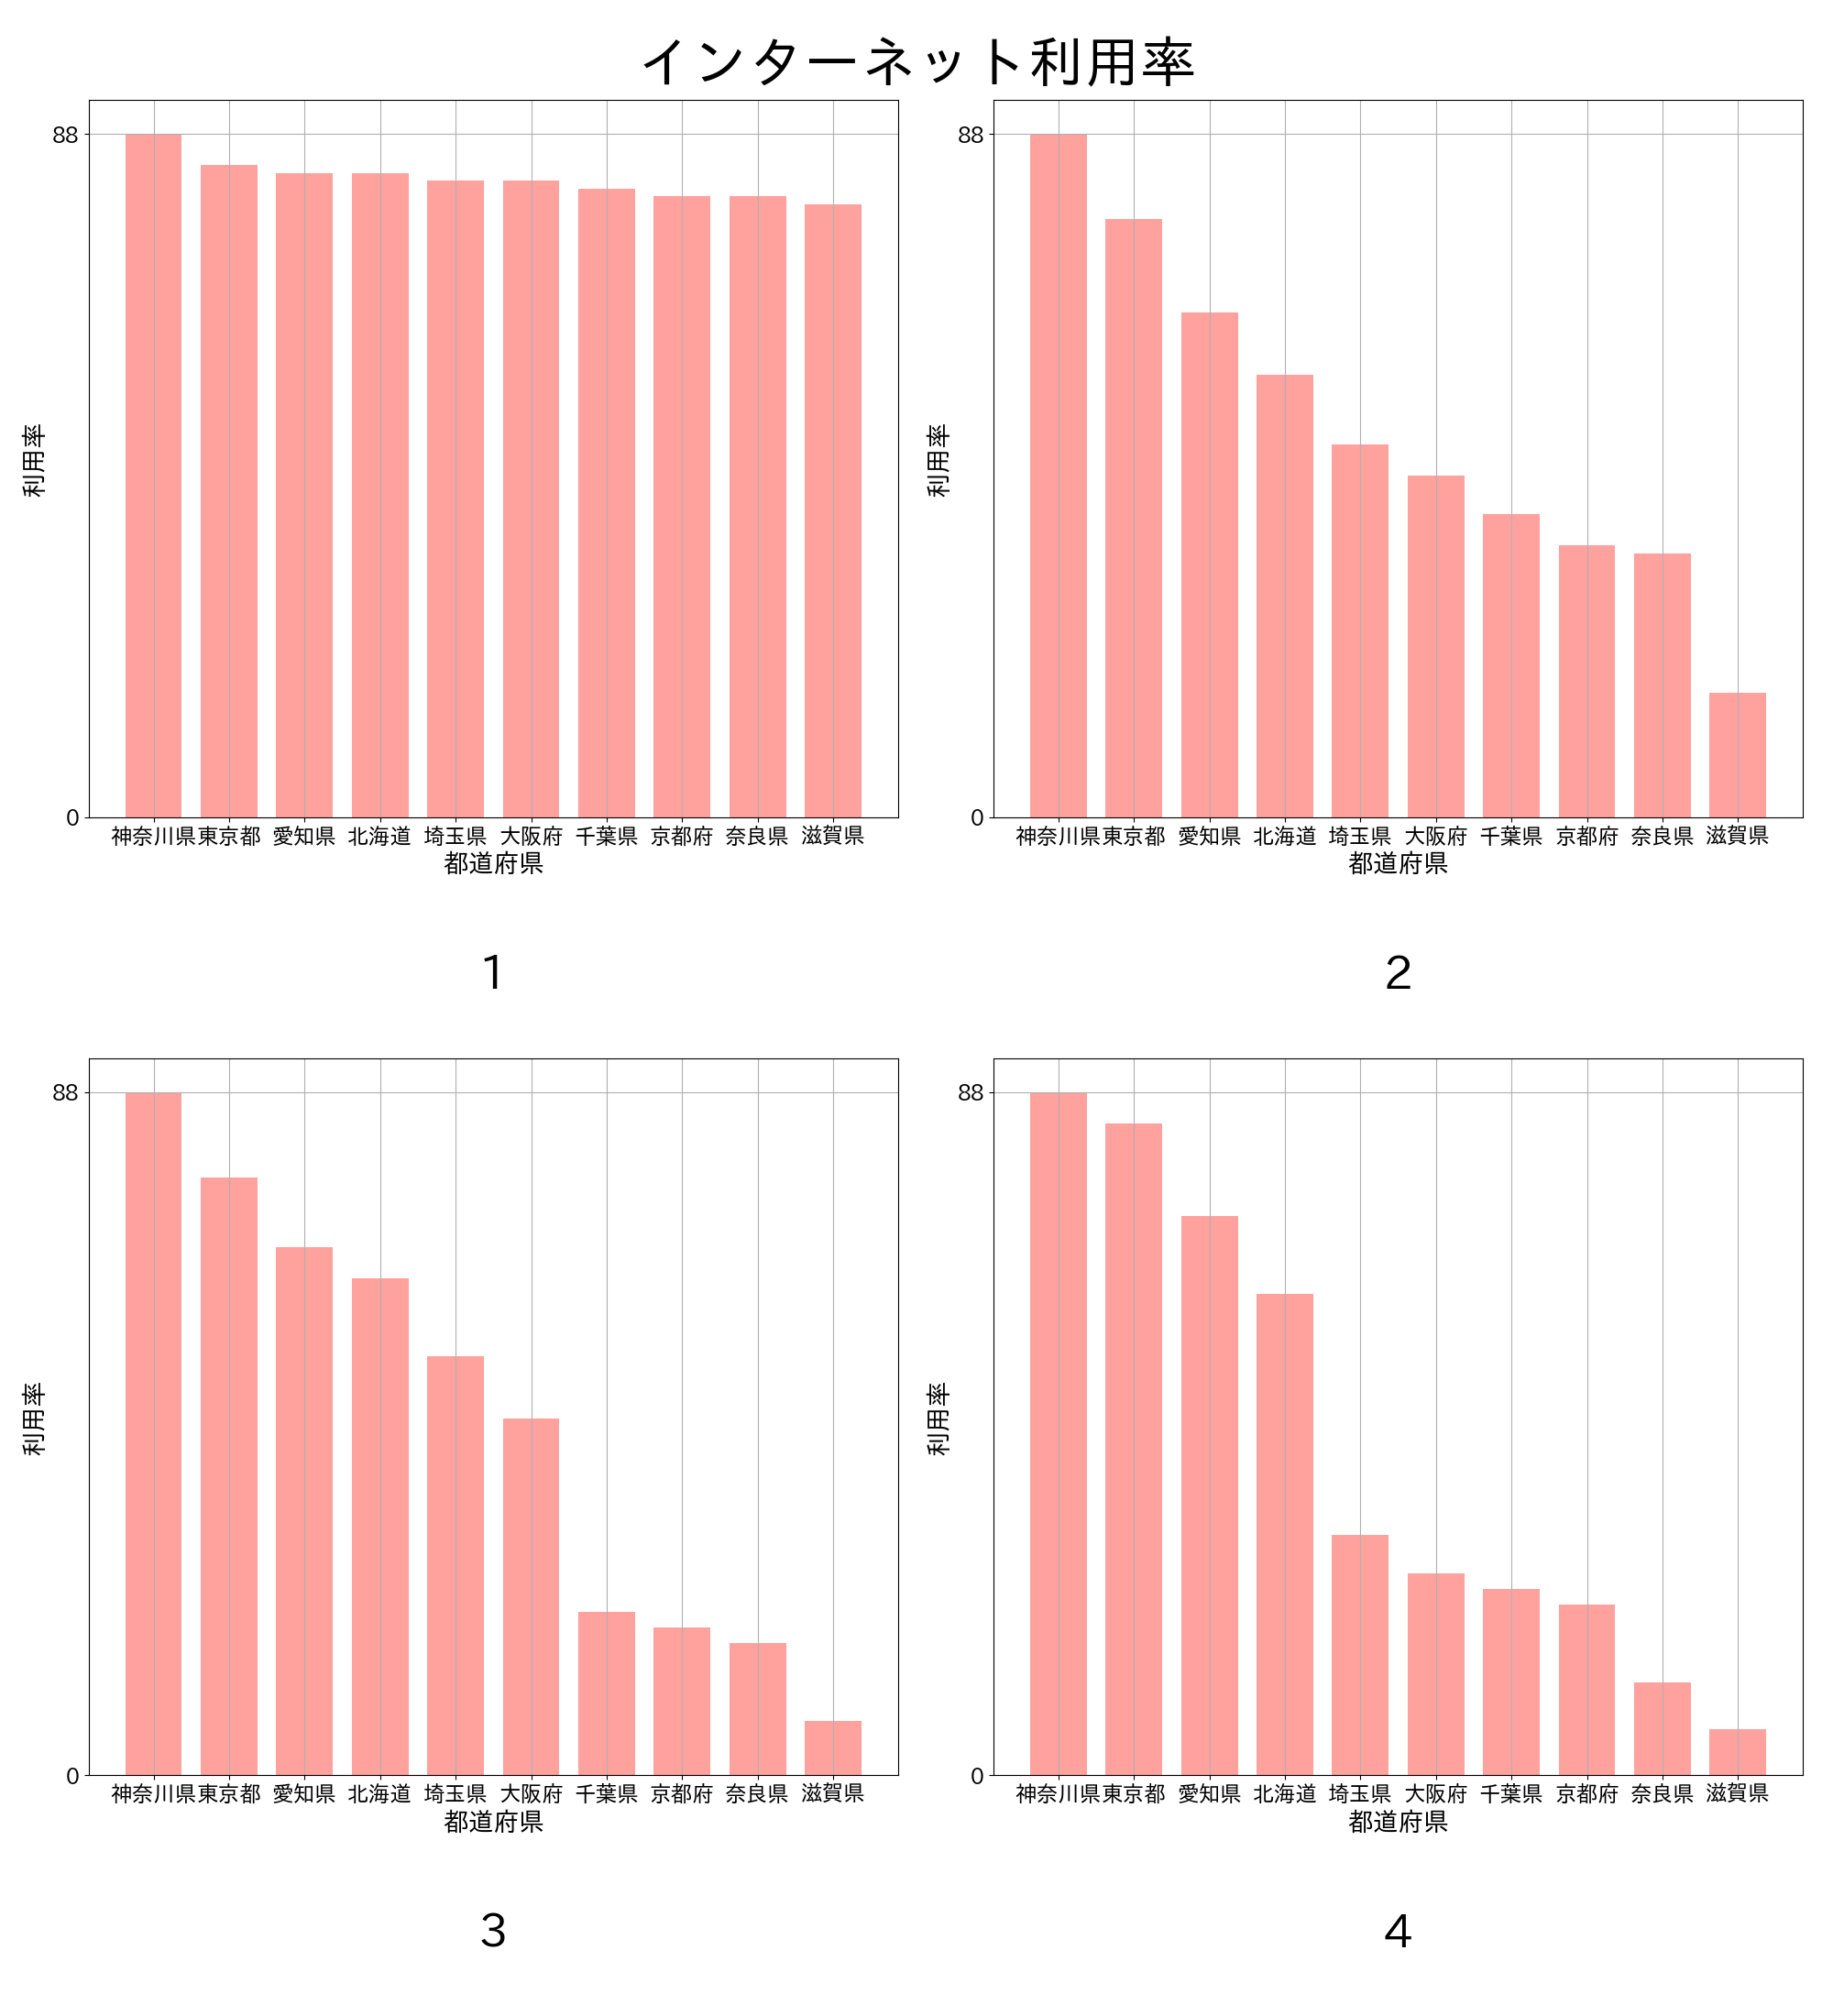 インターネット利用率
88
0
利用率
神奈川県 東京都 愛知県 北海道 埼玉県 大阪府 千葉県 京都府 奈良県 滋賀県
都道府県
1
88
0
利用率
神奈川県 東京都 愛知県 北海道 埼玉県 大阪府 千葉県 京都府 奈良県 滋賀県
都道府県
2
88
0
利用率
神奈川県 東京都 愛知県 北海道 埼玉県 大阪府 千葉県 京都府 奈良県 滋賀県
都道府県
3
88
0
利用率
神奈川県 東京都 愛知県 北海道 埼玉県 大阪府 千葉県 京都府 奈良県 滋賀県
都道府県
4